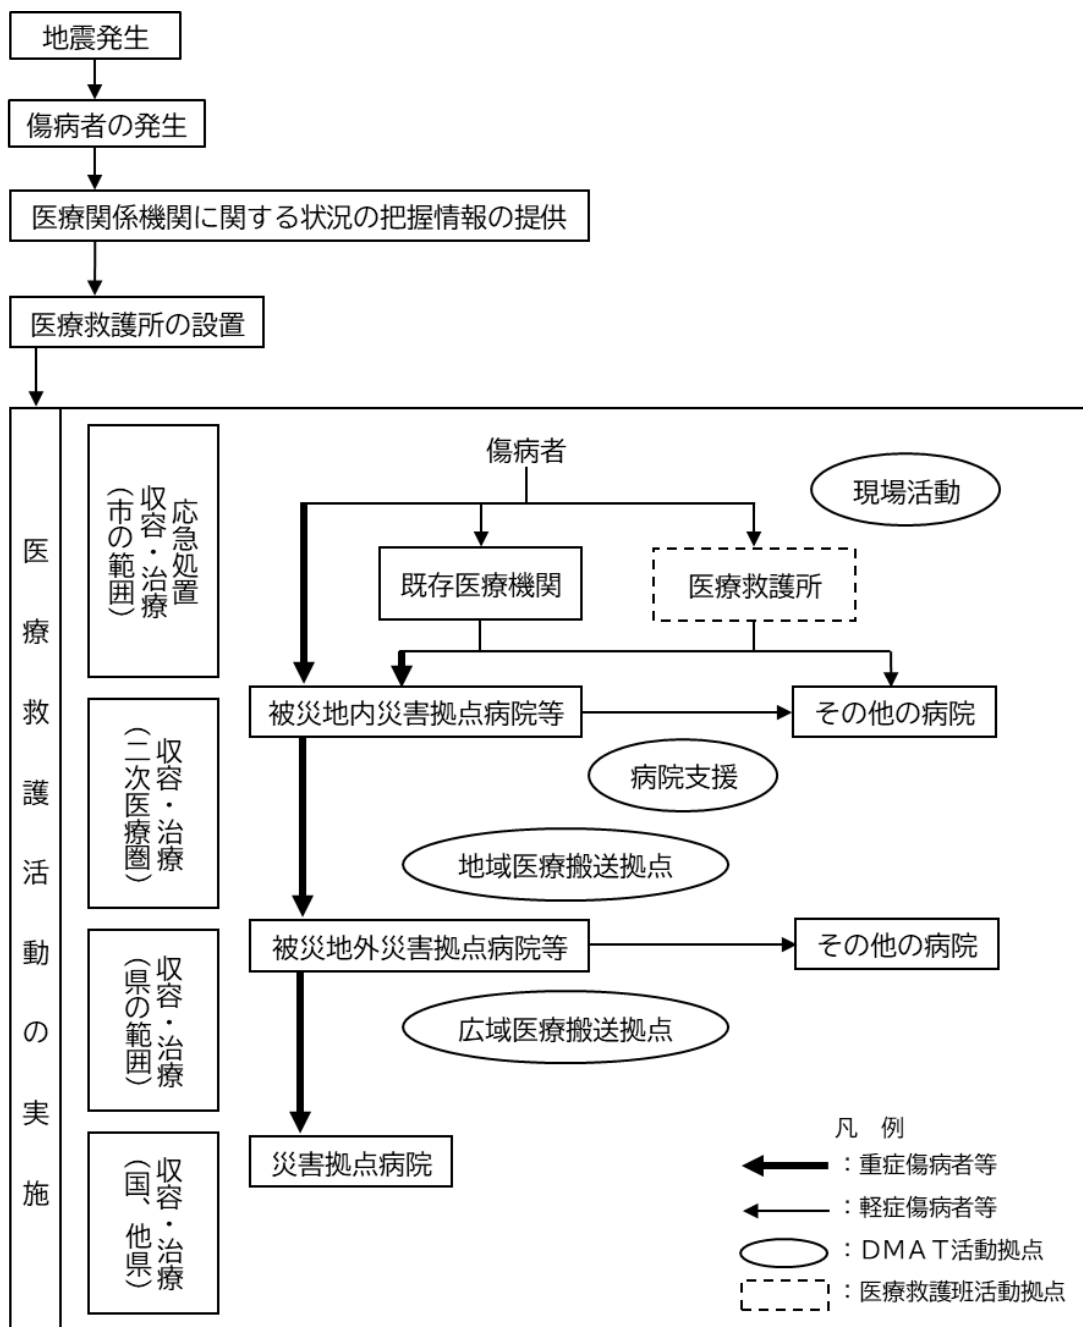 地震発生
傷病者の発生
医療関係機関に関する状況の把握情報の提供
医療救護所の設置
医療救護活動の実施
応急処置
収容・治療
（市の範囲）
傷病者
現場活動
既存医療機関
医療救護所
被災地内災害拠点病院等
その他の病院
収容・治療
（二次医療圏）
病院支援
地域医療搬送拠点
被災地外災害拠点病院等
その他の病院
収容・治療
（県の範囲）
広域医療搬送拠点
災害拠点病院
収容・治療
（国、他県）
凡　例
：重症傷病者等
：軽症傷病者等
：ＤＭＡＴ活動拠点
：医療救護班活動拠点